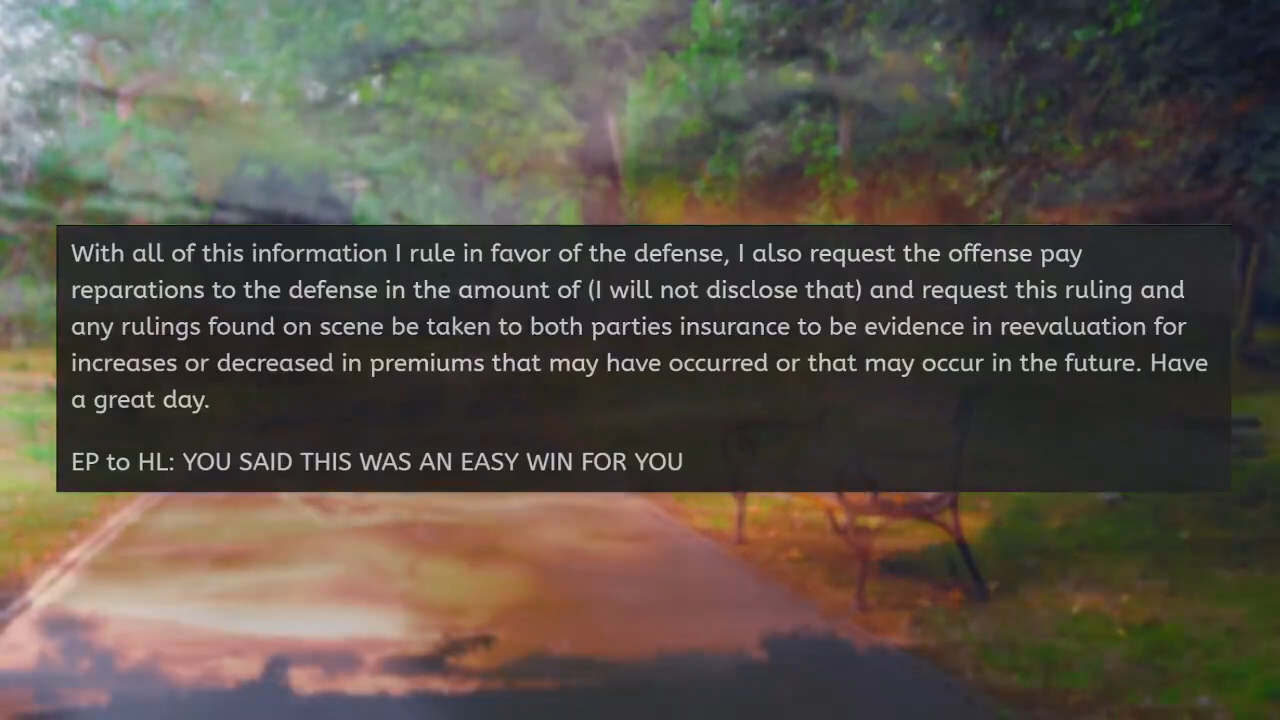 With all of this information I rule in favor of the defense, I also request the offense pay
reparations to the defense in the amount of (I will not disclose that) and request this ruling and
any rulings found on scene be taken to both parties insurance to be evidence in reevaluation for
increases or decreased in premiums that may have occurred or that may occur in the future. Have
a great day.
EP to HL: YOU SAID THIS WAS AN EASY WIN FOR YOU